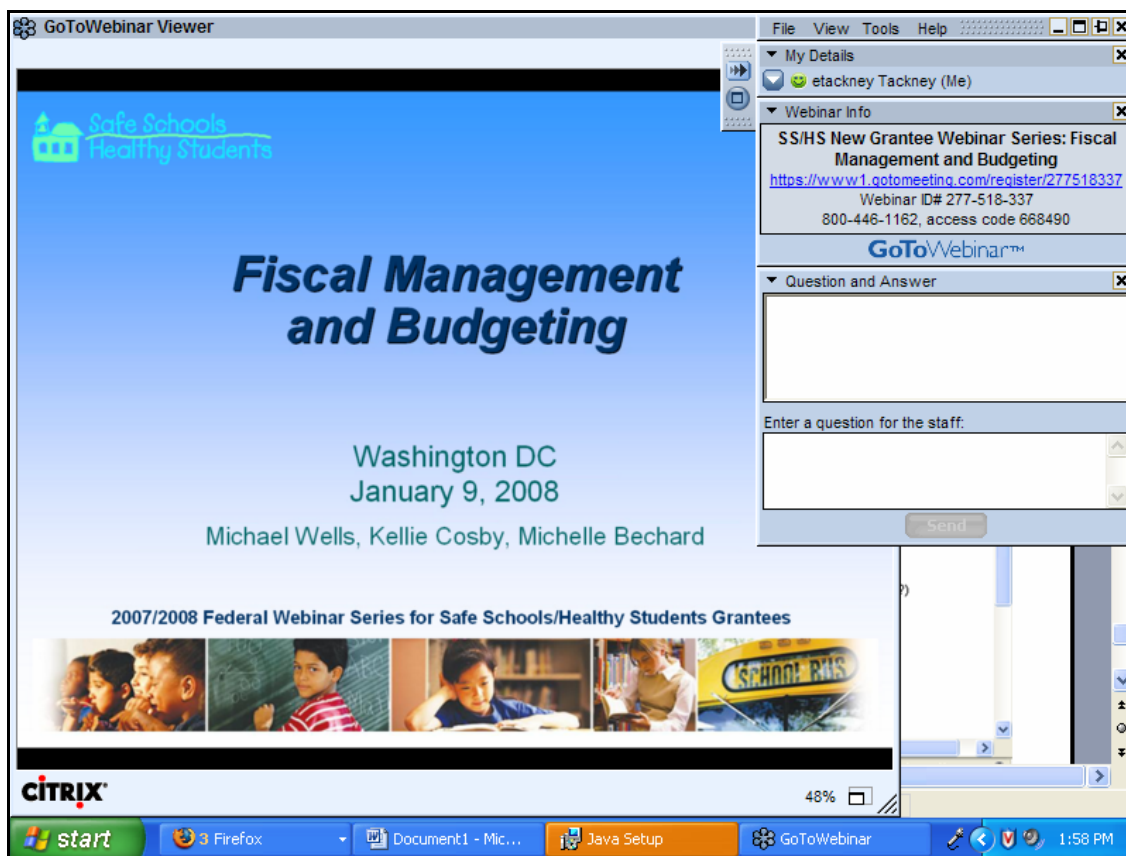 GoToWebinar Viewer
File View Tools Help
My Details
etackney Tackney (Me)
Webinar Info
SS/HS New Grantee Webinar Series: Fiscal
Management and Budgeting
https://www1.gotomeeting.com/register/277518337
Webinar ID# 277-518-337
800-446-1162, access code 668490
GoToWebinar™
Question and Answer
Enter a question for the staff:
Send
Safe Schools
Healthy Students
Fiscal Management
and Budgeting
Washington DC
January 9, 2008
Michael Wells, Kellie Cosby, Michelle Bechard
2007/2008 Federal Webinar Series for Safe Schools/Healthy Students Grantees
SCHOOL BUS
?)
CITRIX®
48%
start
3 Firefox
Document1 - Mic...
Java Setup
GoToWebinar
1:58 PM